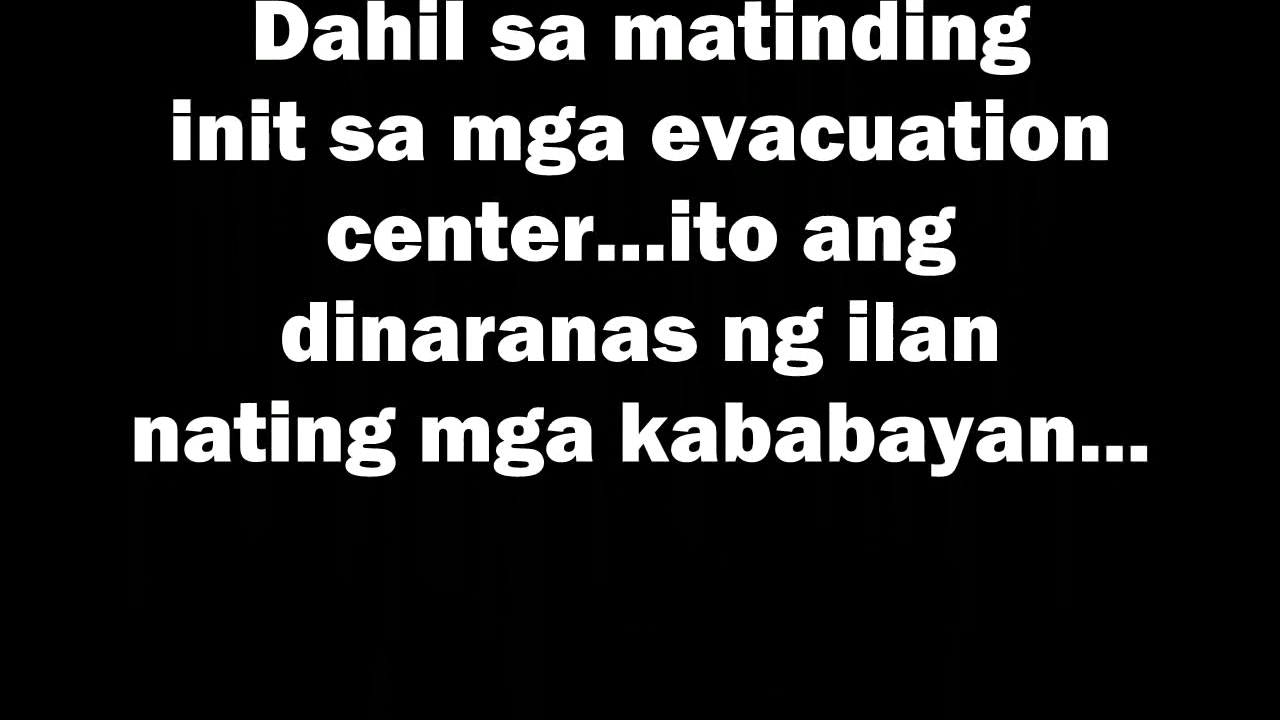 Dahil sa matinding
init sa mga evacuation
center...ito ang
dinaranas ng ilan
nating mga kababayan...